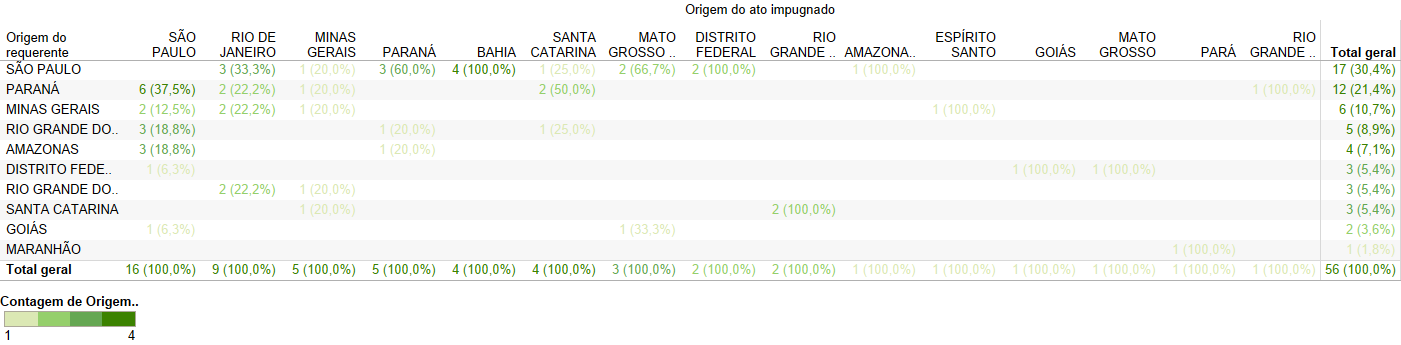 Origem do ato impugnado
Origem do requerente SÃO PAULO RIO DE JANEIRO MINAS GERAIS PARANÁ BAHIA SANTA CATARINA MATO GROSSO .. DISTRITO FEDERAL RIO GRANDE .. AMAZONA.. ESPÍRITO SANTO GOIÁS MATO GROSSO PARÁ RIO GRANDE .. Total geral
SÃO PAULO 3 (33,3%) 1 (20,0%) 3 (60,0%) 4 (100,0%) 1 (25,0%) 2 (66,7%) 2 (100,0%) 1 (100,0%) 17 (30,4%)
PARANÁ 6 (37,5%) 2 (22,2%) 1 (20,0%) 2 (50,0%) 1 (100,0%) 12 (21,4%)
MINAS GERAIS 2 (12,5%) 2 (22,2%) 1 (20,0%) 1 (100,0%) 6 (10,7%)
RIO GRANDE DO.. 3 (18,8%) 1 (20,0%) 1 (25,0%) 5 (8,9%)
AMAZONAS 3 (18,8%) 1 (20,0%) 4 (7,1%)
DISTRITO FEDE.. 1 (6,3%) 1 (100,0%) 1 (100,0%) 3 (5,4%)
RIO GRANDE DO.. 2 (22,2%) 1 (20,0%) 3 (5,4%)
SANTA CATARINA 1 (20,0%) 2 (100,0%) 3 (5,4%)
GOIÁS 1 (6,3%) 1 (33,3%) 2 (3,6%)
MARANHÃO 1 (100,0%) 1 (1,8%)
Total geral 16 (100,0%) 9 (100,0%) 5 (100,0%) 5 (100,0%) 4 (100,0%) 4 (100,0%) 3 (100,0%) 2 (100,0%) 2 (100,0%) 1 (100,0%) 1 (100,0%) 1 (100,0%) 1 (100,0%) 1 (100,0%) 1 (100,0%) 56 (100,0%)
Contagem de Origem..
1 4